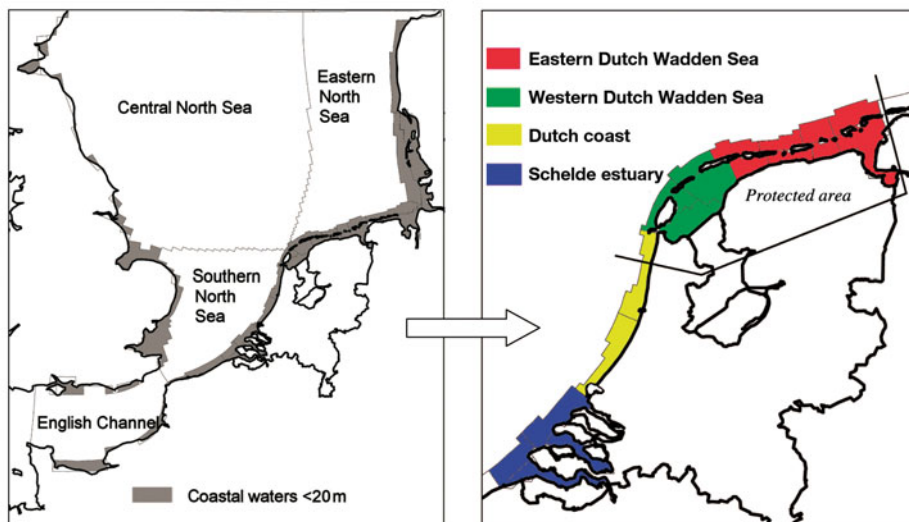 Central North Sea
Eastern
North
Sea
Southern
North
Sea
English Channel
Coastal waters <20 m
Eastern Dutch Wadden Sea
Western Dutch Wadden Sea
Dutch coast
Schelde estuary
Protected area